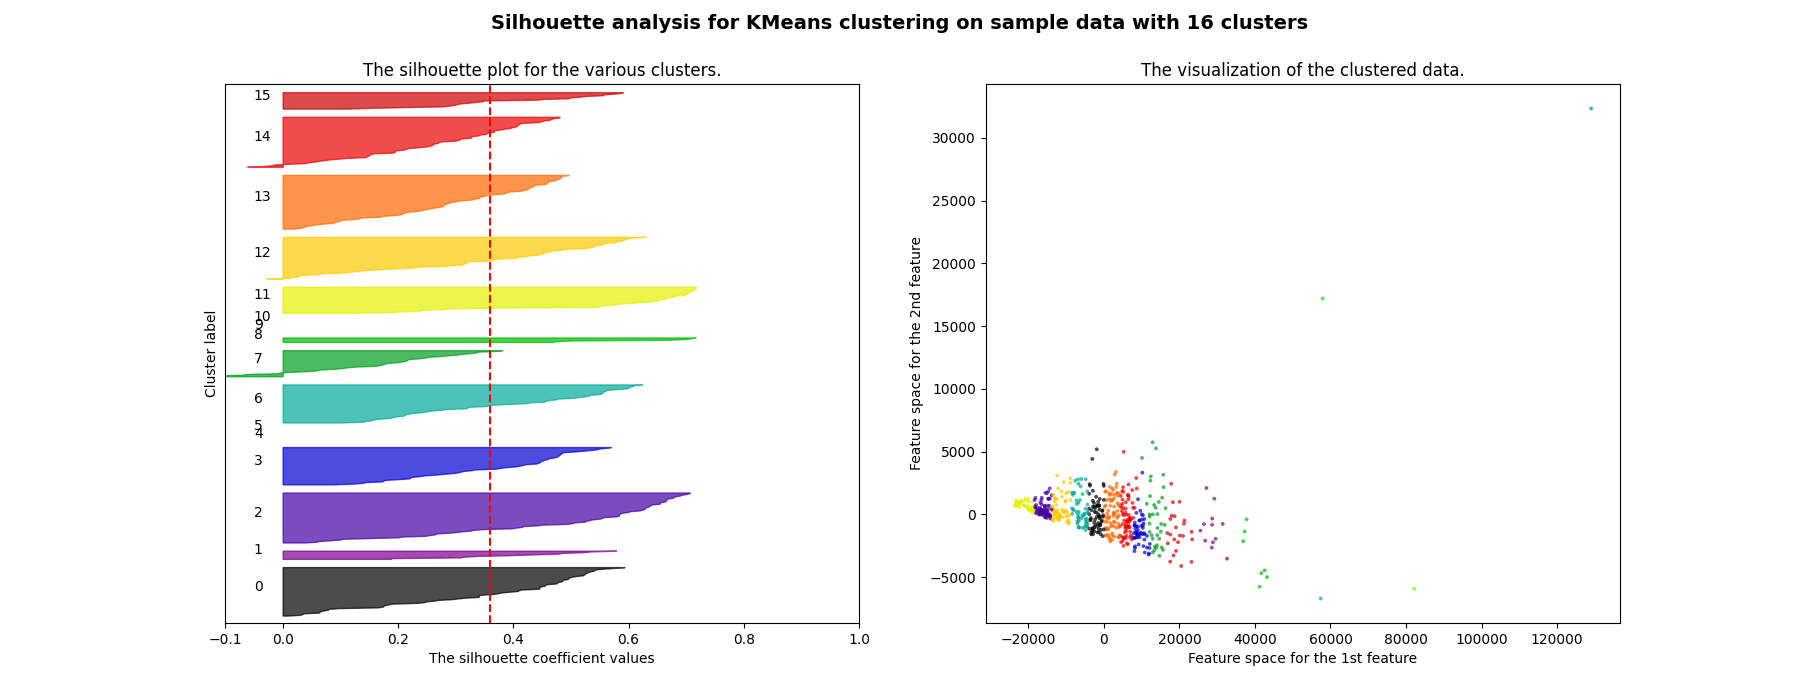 Silhouette analysis for KMeans clustering on sample data with 16 clusters
The silhouette plot for the various clusters.
15
14
13
12
11
10
9
8
7
6
5
4
3
2
1
0
Cluster label
−0.1 0.0 0.2 0.4 0.6 0.8 1.0
The silhouette coefficient values
The visualization of the clustered data.
30000
25000
20000
15000
10000
5000
0
−5000
Feature space for the 2nd feature
−20000 0 20000 40000 60000 80000 100000 120000
Feature space for the 1st feature